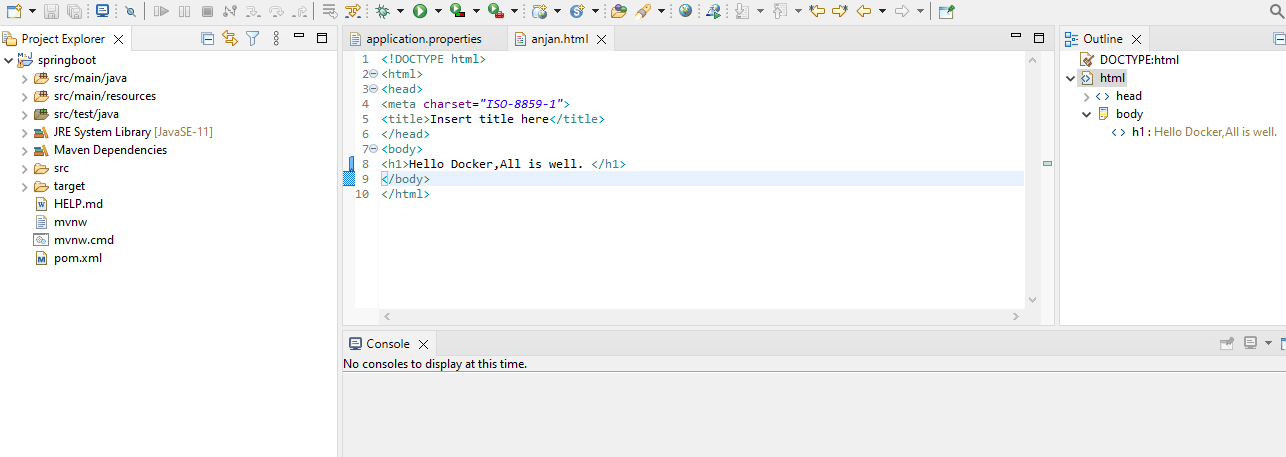 Project Explorer
springboot
src/main/java
src/main/resources
src/test/java
JRE System Library [JavaSE-11]
Maven Dependencies
src
target
HELP.md
mvnw
mvnw.cmd
pom.xml
application.properties
anjan.html
1 <!DOCTYPE html>
2 <html>
3 <head>
4 <meta charset="ISO-8859-1">
5 <title>Insert title here</title>
6 </head>
7 <body>
8 <h1>Hello Docker,All is well. </h1>
9 </body>
10 </html>
Outline
DOCTYPE:html
html
head
body
h1 : Hello Docker,All is well.
Console
No consoles to display at this time.